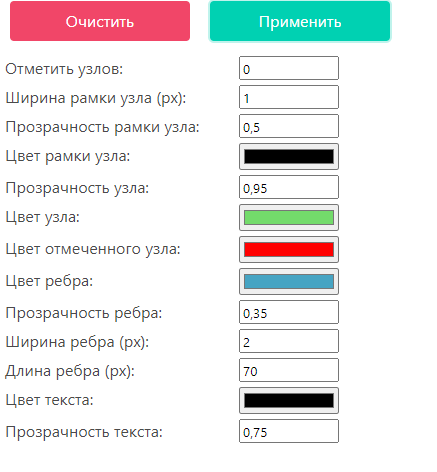 Очистить Применить
Отметить узлов: 0
Ширина рамки узла (px): 1
Прозрачность рамки узла: 0,5
Цвет рамки узла:
Прозрачность узла: 0,95
Цвет узла:
Цвет отмеченного узла:
Цвет ребра:
Прозрачность ребра: 0,35
Ширина ребра (px): 2
Длина ребра (px): 70
Цвет текста:
Прозрачность текста: 0,75